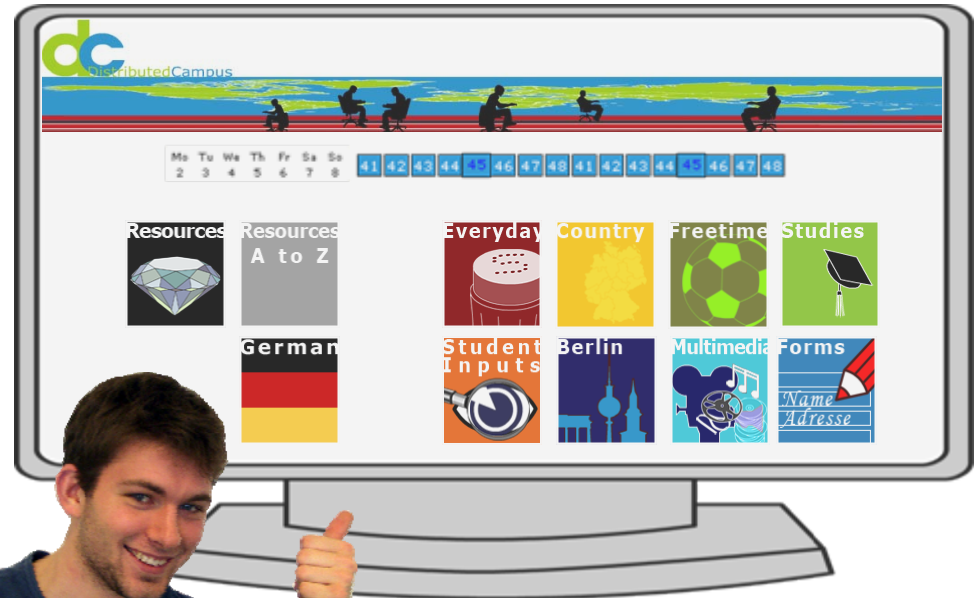 dc
DistributedCampus
Mo Tu We Th Fr Sa So
2 3 4 5 6 7 8
41 42 43 44 45 46 47 48 41 42 43 44 45 46 47 48
Resources
Resources
A to Z
Everyday
Country
Freetime
Studies
German
Student
Inputs
Berlin
Multimedia
Forms
Name
Adresse